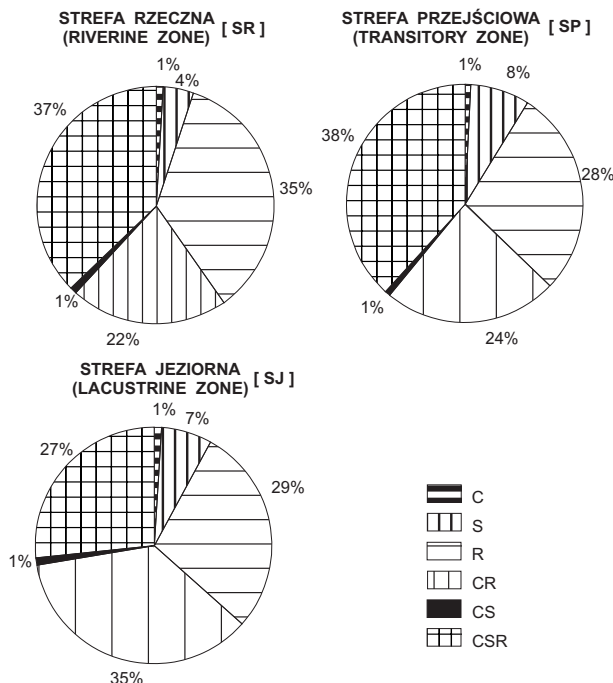 STREFA RZECZNA
(RIVERINE ZONE) [ SR ]
1%
4%
37%
35%
1%
22%
STREFA PRZEJŚCIOWA
(TRANSITORY ZONE) [ SP ]
1%
8%
38%
28%
1%
24%
STREFA JEZIORNA
(LACUSTRINE ZONE) [ SJ ]
1%
7%
27%
29%
1%
35%
C
S
R
CR
CS
CSR